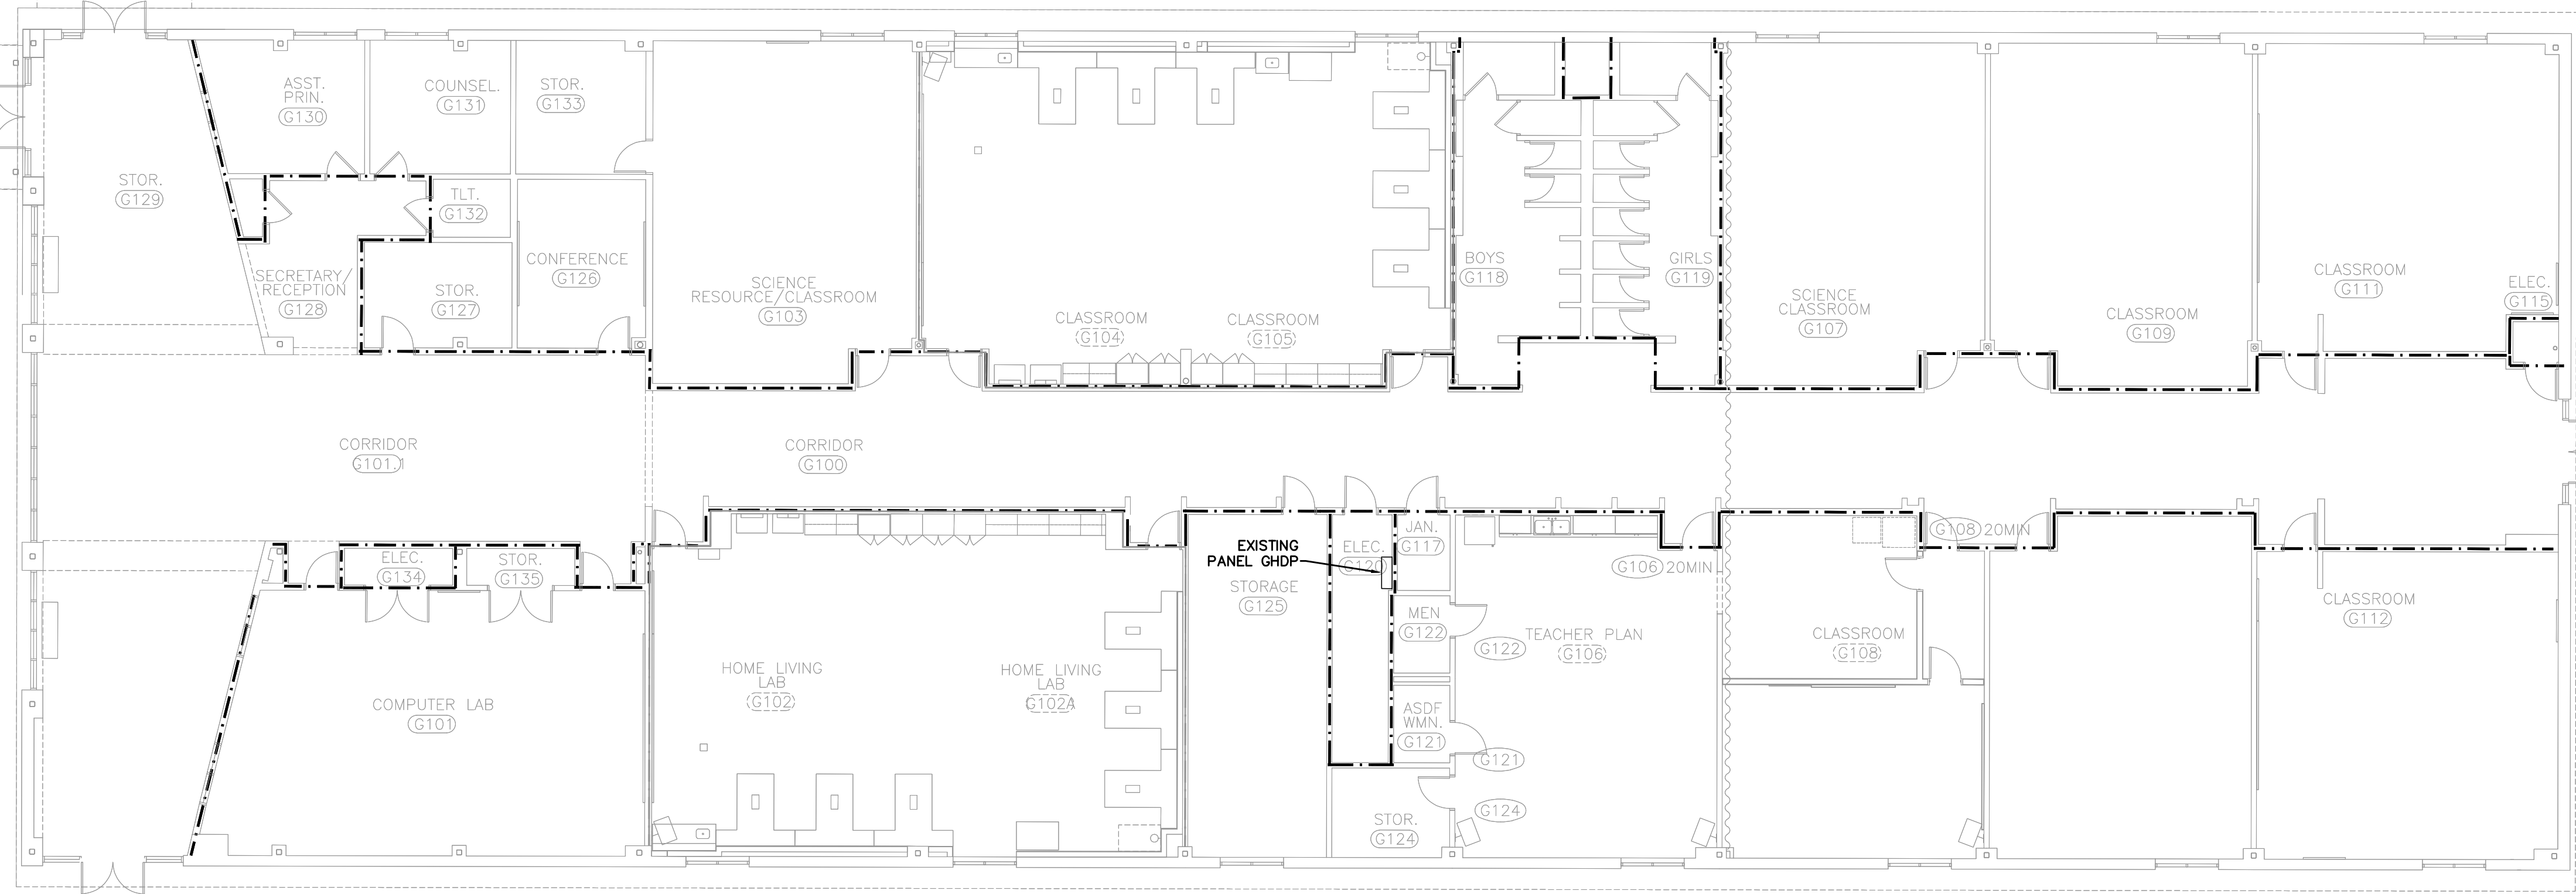 ASST.
PRIN.
G130
COUNSEL.
G131
STOR.
G133
STOR.
G129
TLT.
G132
SECRETARY/
RECEPTION
G128
STOR.
G127
CONFERENCE
G126
SCIENCE
RESOURCE/CLASSROOM
G103
CLASSROOM
G104
CLASSROOM
G105
BOYS
G118
GIRLS
G119
SCIENCE
CLASSROOM
G107
CLASSROOM
G109
CLASSROOM
G111
ELEC.
G115
CORRIDOR
G101.1
CORRIDOR
G100
ELEC.
G134
STOR.
G135
COMPUTER LAB
G101
HOME LIVING
LAB
G102
HOME LIVING
LAB
G102A
EXISTING
PANEL GHDP
STORAGE
G125
ELEC.
G120
JAN.
G117
MEN
G122
G122
ASDF
WMN.
G121
G121
STOR.
G124
G124
TEACHER PLAN
G106
G106 20MIN
G108 20MIN
CLASSROOM
G108
CLASSROOM
G112